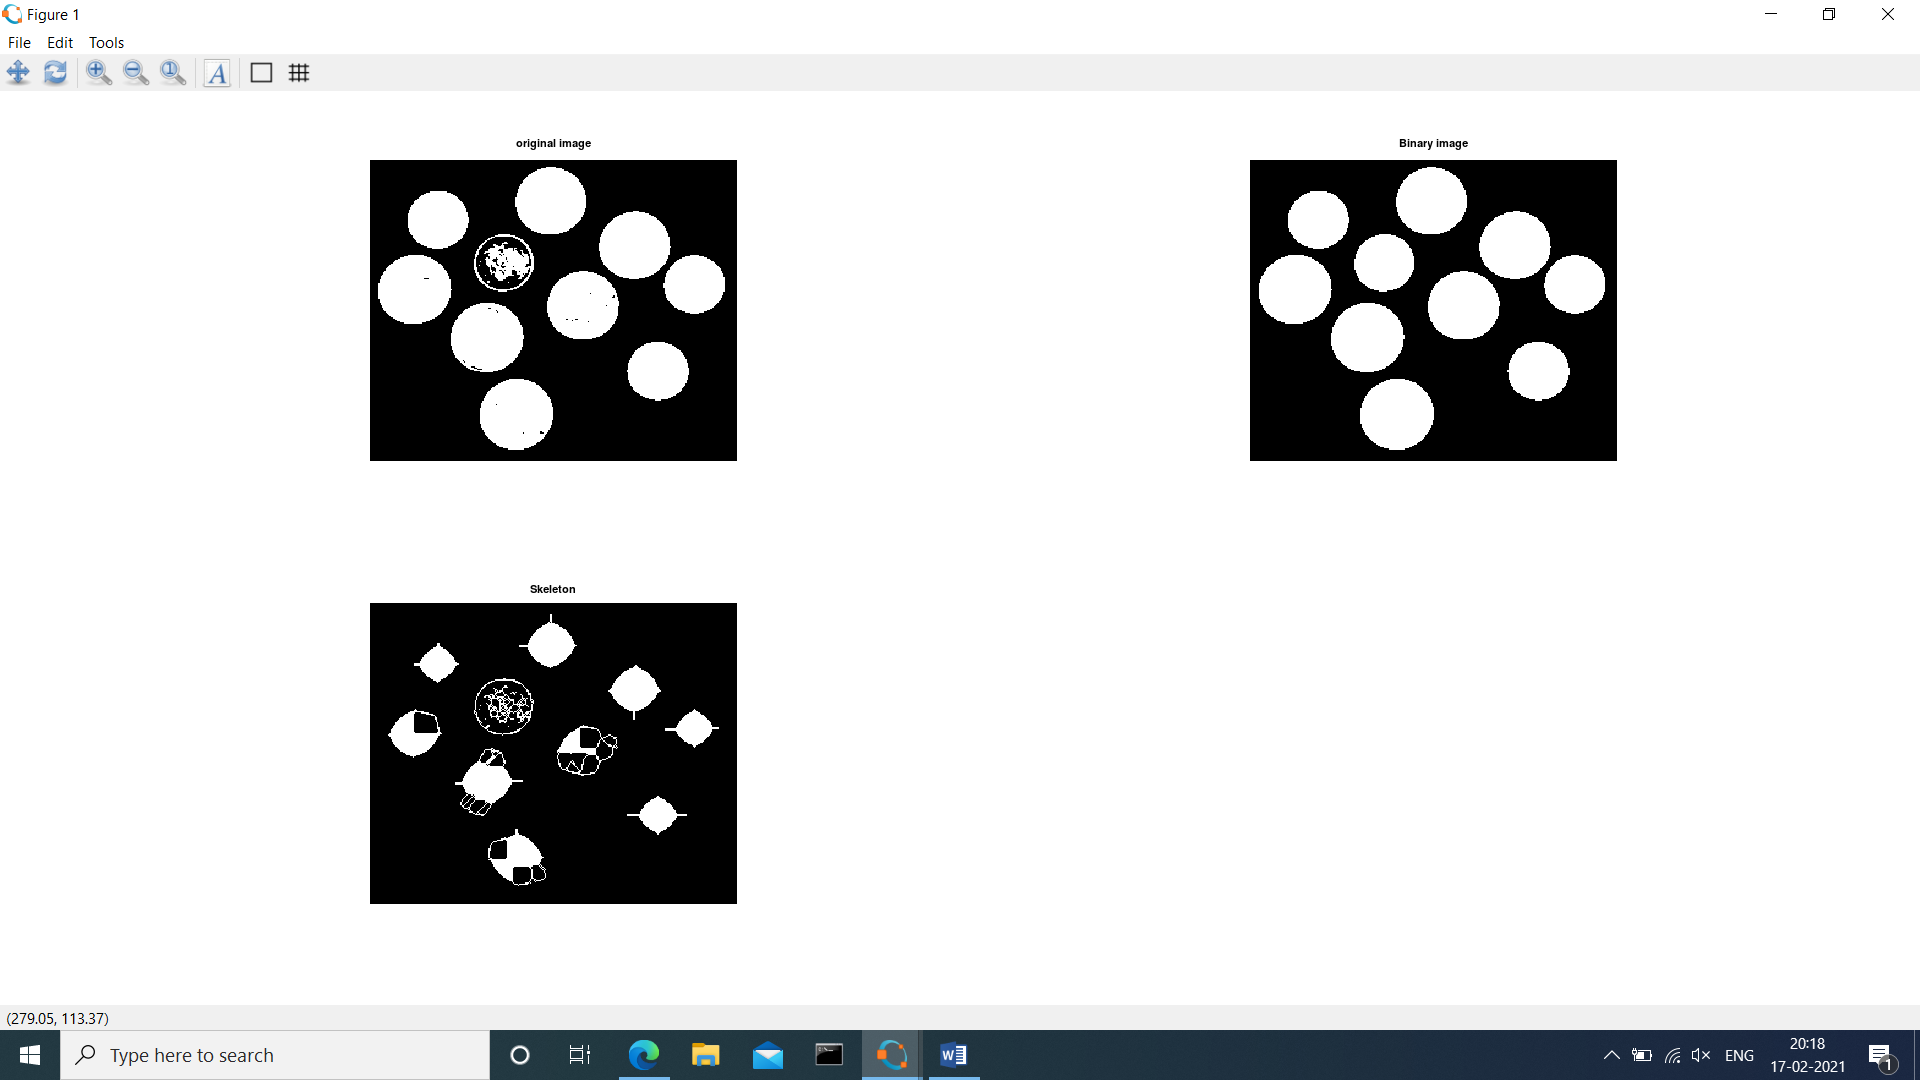 Figure 1
File Edit Tools
A
original image
Binary image
Skeleton
(279.05, 113.37)
Type here to search
ENG
20:18
17-02-2021
1